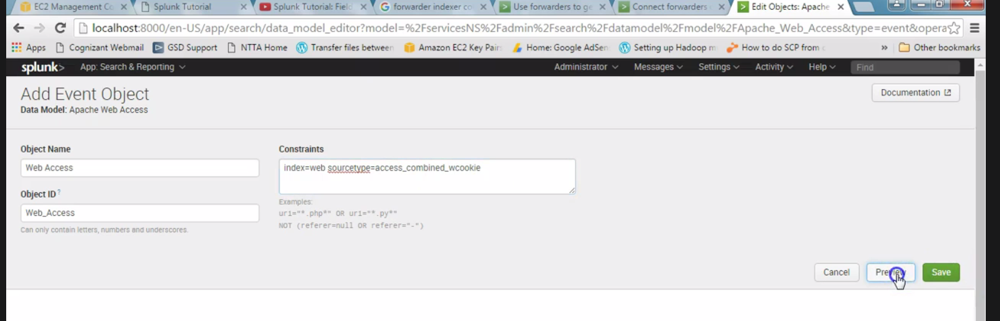 EC2 Management Co Splunk Tutorial Splunk Tutorial: Field forwarder indexer co Use forwarders to ge Connect forwarders Edit Objects: Apache
localhost:8000/en-US/app/search/data_model_editor?model=%2FservicesNS%2Fadmin%2Fsearch%2Fdatamodel%2Fmodel%2FApache_Web_Access&type=event&opera
Apps Cognizant Webmail GSD Support NTTA Home Transfer files between Amazon EC2 Key Pairs Home: Google AdSen Setting up Hadoop m How to do SCP from » Other bookmarks
splunk> App: Search & Reporting Administrator Messages Settings Activity Help Find
Add Event Object
Documentation
Data Model: Apache Web Access
Object Name
Web Access
Object ID ?
Web_Access
Can only contain letters, numbers and underscores.
Constraints
index=web sourcetype=access_combined_wcookie
Examples:
uri="*.php*" OR uri="*.py*"
NOT (referer=null OR referer="-")
Cancel Preview Save